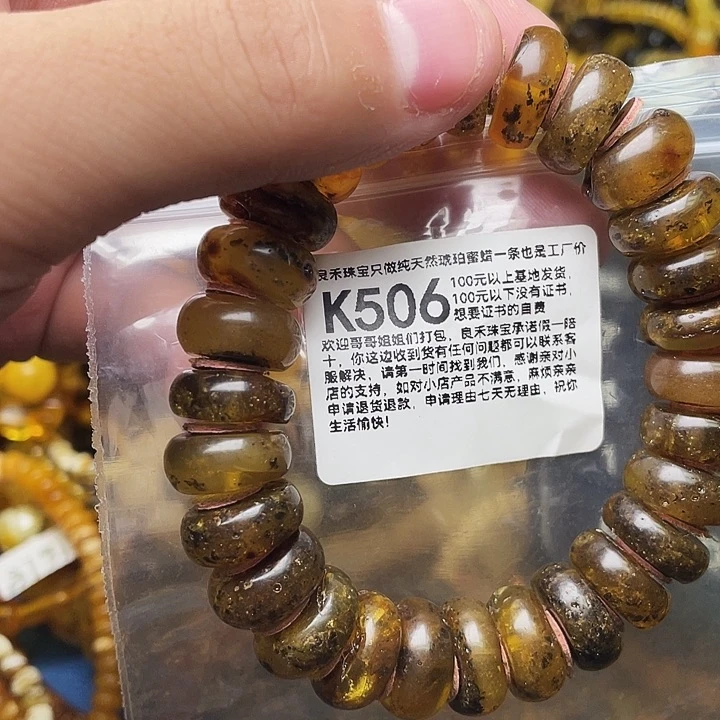 良禾珠宝只做纯天然琥珀蜜蜡一条也是工厂价
K506
100元以上基地发货，
100元以下没有证书，
想要证书的自费
欢迎哥哥姐姐们打包，良禾珠宝承诺假一赔
十，你这边收到货有任何问题都可以联系客
服解决，请第一时间找到我们，感谢亲对小
店的支持，如对小店产品不满意，麻烦亲亲
申请退货退款，申请理由七天无理由，祝你
生活愉快！